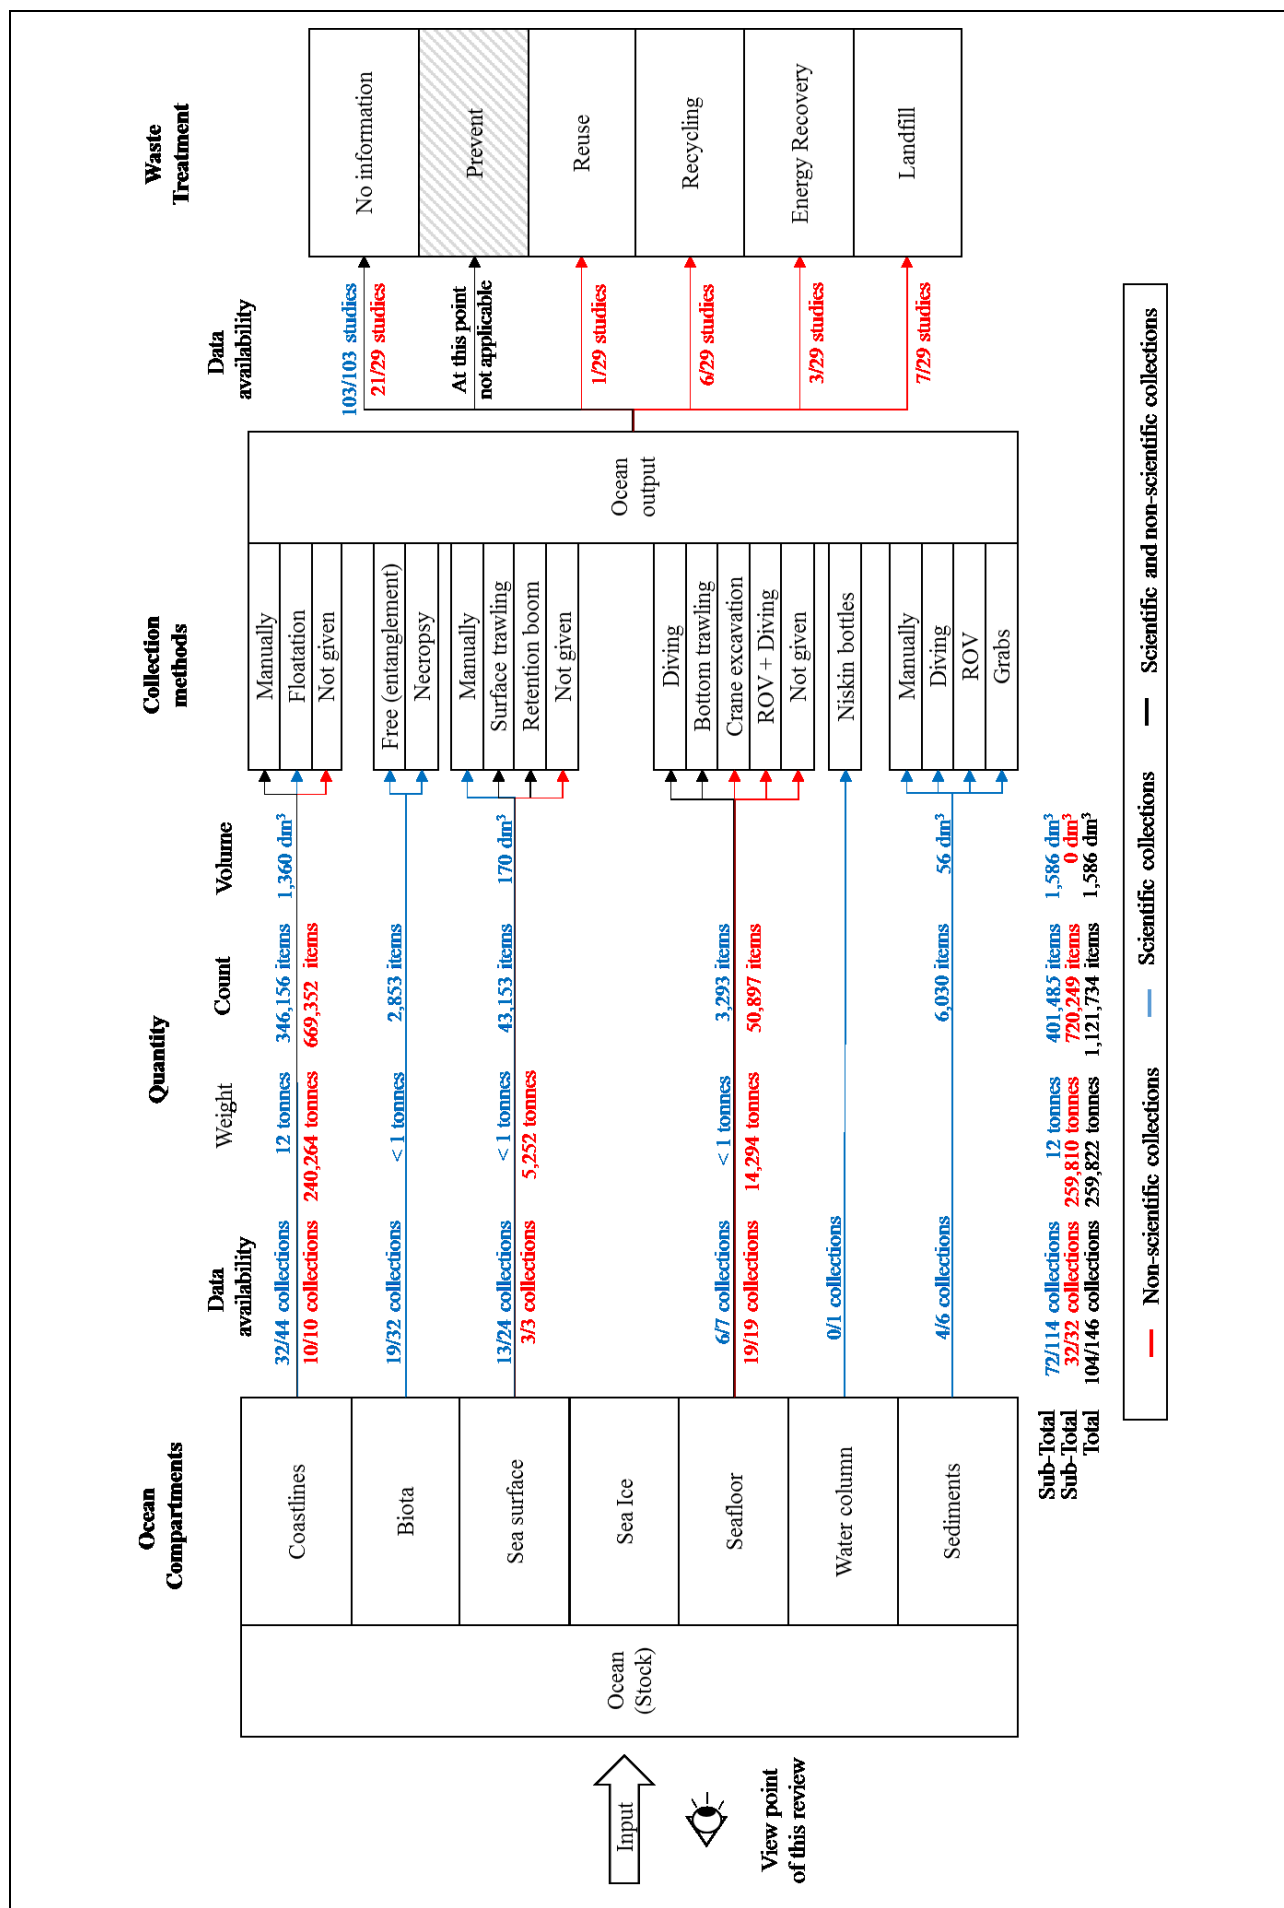 Ocean
Compartments
Data
availability
Quantity
Weight
Count
Volume
Collection
methods
Data
availability
Waste
Treatment
Input
View point
of this review
Ocean
(Stock)
Coastlines
32/44 collections
12 tonnes
346,156 items
1,360 dm³
10/10 collections
240,264 tonnes
669,352 items
Manually
Floatation
Not given
Biota
19/32 collections
< 1 tonnes
2,853 items
Free (entanglement)
Necropsy
Sea surface
13/24 collections
< 1 tonnes
43,153 items
170 dm³
3/3 collections
5,252 tonnes
Manually
Surface trawling
Retention boom
Not given
Sea Ice
Seafloor
6/7 collections
< 1 tonnes
3,293 items
19/19 collections
14,294 tonnes
50,897 items
Diving
Bottom trawling
Crane excavation
ROV + Diving
Not given
Water column
0/1 collections
Niskin bottles
Sediments
4/6 collections
6,030 items
56 dm³
Manually
Diving
ROV
Grabs
Ocean
output
103/103 studies
21/29 studies
No information
At this point
not applicable
Prevent
1/29 studies
Reuse
6/29 studies
Recycling
3/29 studies
Energy Recovery
7/29 studies
Landfill
Sub-Total
72/114 collections
12 tonnes
401,485 items
1,586 dm³
Sub-Total
32/32 collections
259,810 tonnes
720,249 items
0 dm³
Total
104/146 collections
259,822 tonnes
1,121,734 items
1,586 dm³
Non-scientific collections
Scientific collections
Scientific and non-scientific collections